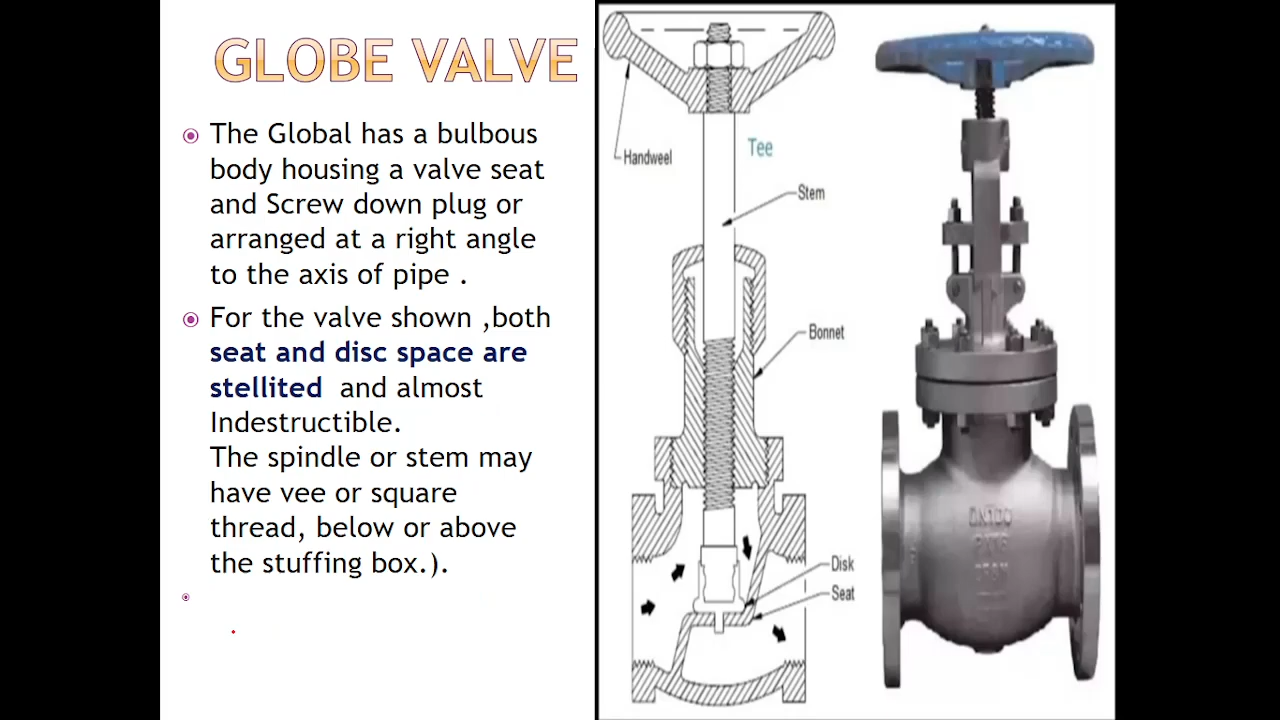 GLOBE VALVE
The Global has a bulbous
body housing a valve seat
and Screw down plug or
arranged at a right angle
to the axis of pipe .
For the valve shown ,both
seat and disc space are
stellited and almost
Indestructible.
The spindle or stem may
have vee or square
thread, below or above
the stuffing box.).
Handweel
Tee
Stem
Bonnet
Disk
Seat